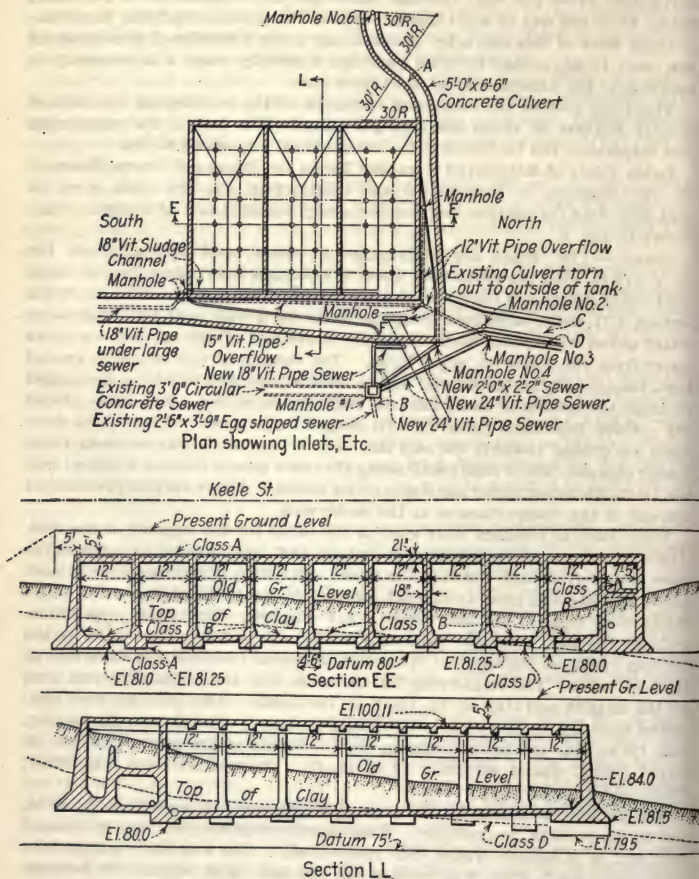 Manhole No.6
30'R
30'R
A
L
5'-0"x6'-6"
Concrete Culvert
30'R
30R
Manhole
South
E
E
North
18" Vit. Sludge
Channel
12" Vit. Pipe Overflow
Manhole
Existing Culvert torn
out to outside of tank
Manhole
Manhole No.2
C
D
18" Vit. Pipe
under large
sewer
15" Vit. Pipe
Overflow
L
Manhole No.3
New 18" Vit. Pipe Sewer
Manhole No.4
New 2'-0"x 2'-2" Sewer
Existing 3'0" Circular
Concrete Sewer
Manhole #1
B
New 24" Vit. Pipe Sewer
Existing 2'-6"x3'-9" Egg shaped sewer
New 24" Vit. Pipe Sewer
Plan showing Inlets, Etc.
Keele St.
Present Ground Level
5'
5'
Class A
21"
12' 12' 12' 12' 12' 12' 12' 12' 12' 7'-5"
Old Gr. Level
18"
Class
B
A
Top of Clay
Class B Class B
Class A
El. 81.0
El. 81.25
4'-6"
Datum 80'
El. 81.25
Class D
El. 80.0
Section EE
Present Gr. Level
5'
El. 100.11
12' 12' 12' 12' 12' 12' 12'
Old Gr. Level
El. 84.0
Top of Clay
El. 81.5
El. 80.0
Datum 75'
Class D
El. 79.5
Section LL